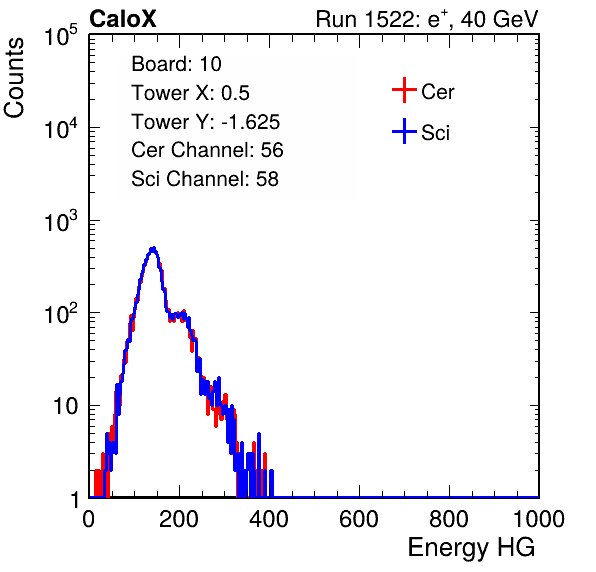 CaloX Run 1522: e⁺, 40 GeV
Counts
10⁵
10⁴
10³
10²
10
1
Board: 10
Tower X: 0.5
Tower Y: -1.625
Cer Channel: 56
Sci Channel: 58
Cer
Sci
0 200 400 600 800 1000
Energy HG